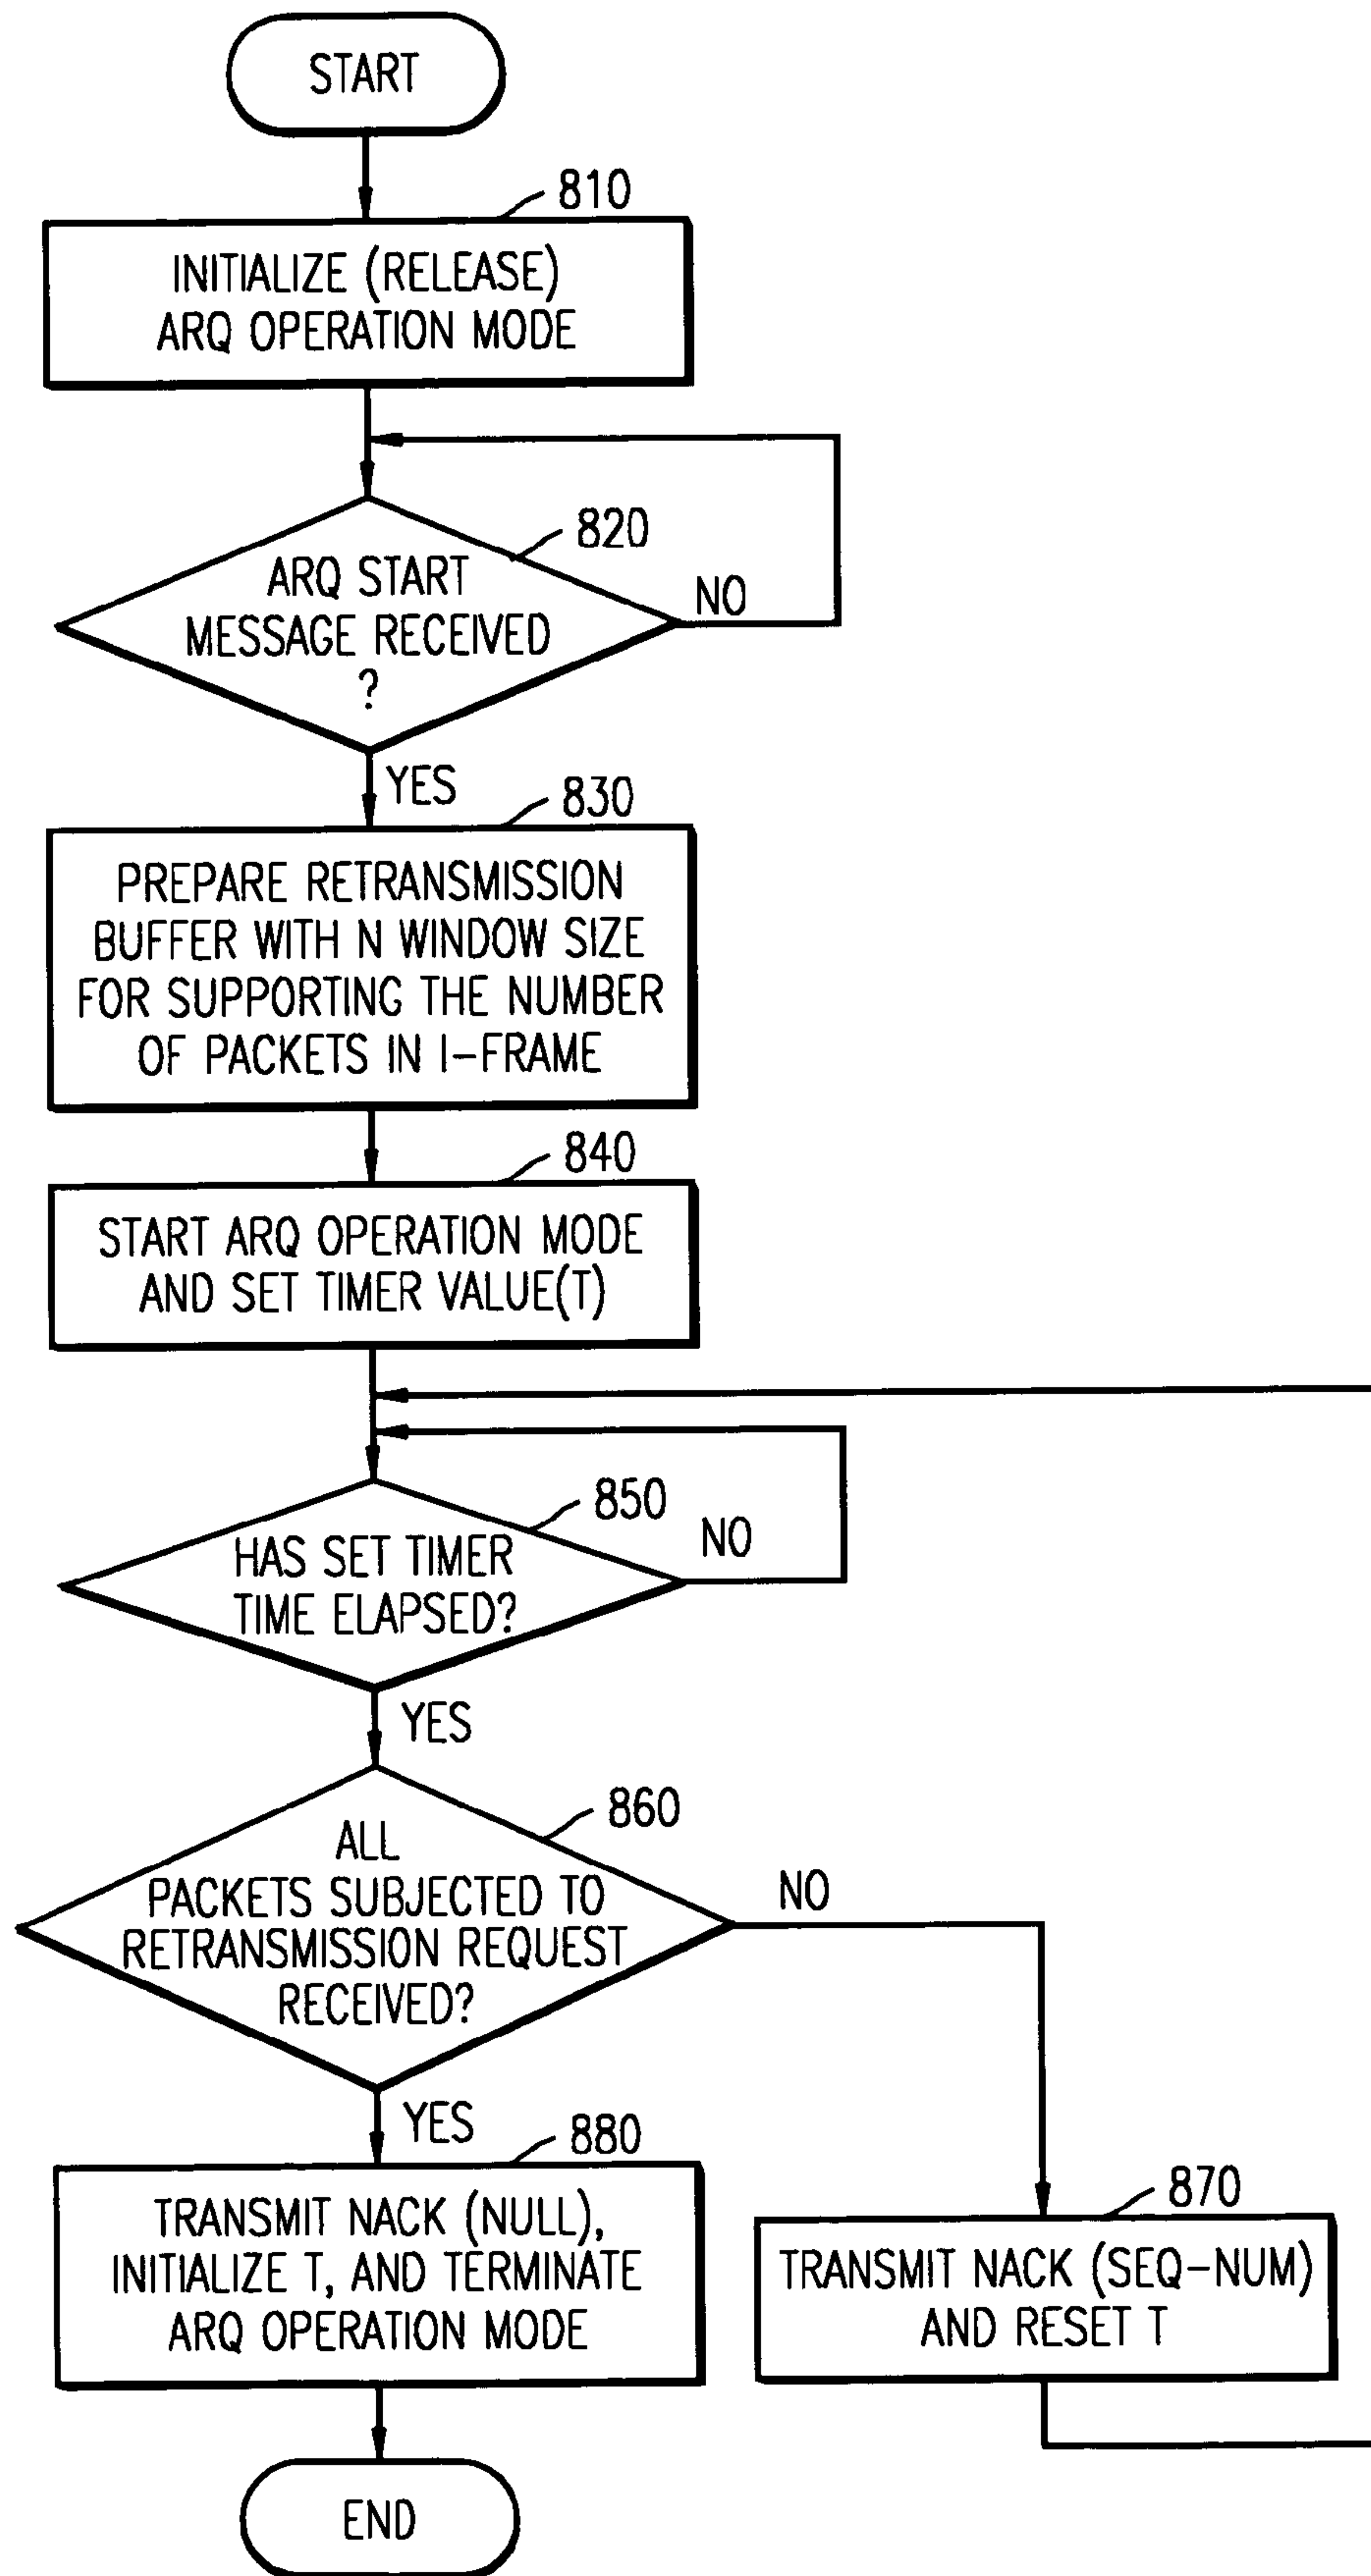 START
810
INITIALIZE (RELEASE)
ARQ OPERATION MODE
820
ARQ START
MESSAGE RECEIVED
?
NO
YES
830
PREPARE RETRANSMISSION
BUFFER WITH N WINDOW SIZE
FOR SUPPORTING THE NUMBER
OF PACKETS IN I-FRAME
840
START ARQ OPERATION MODE
AND SET TIMER VALUE(T)
850
HAS SET TIMER
TIME ELAPSED?
NO
YES
860
ALL
PACKETS SUBJECTED TO
RETRANSMISSION REQUEST
RECEIVED?
NO
YES
880
TRANSMIT NACK (NULL),
INITIALIZE T, AND TERMINATE
ARQ OPERATION MODE
870
TRANSMIT NACK (SEQ-NUM)
AND RESET T
END